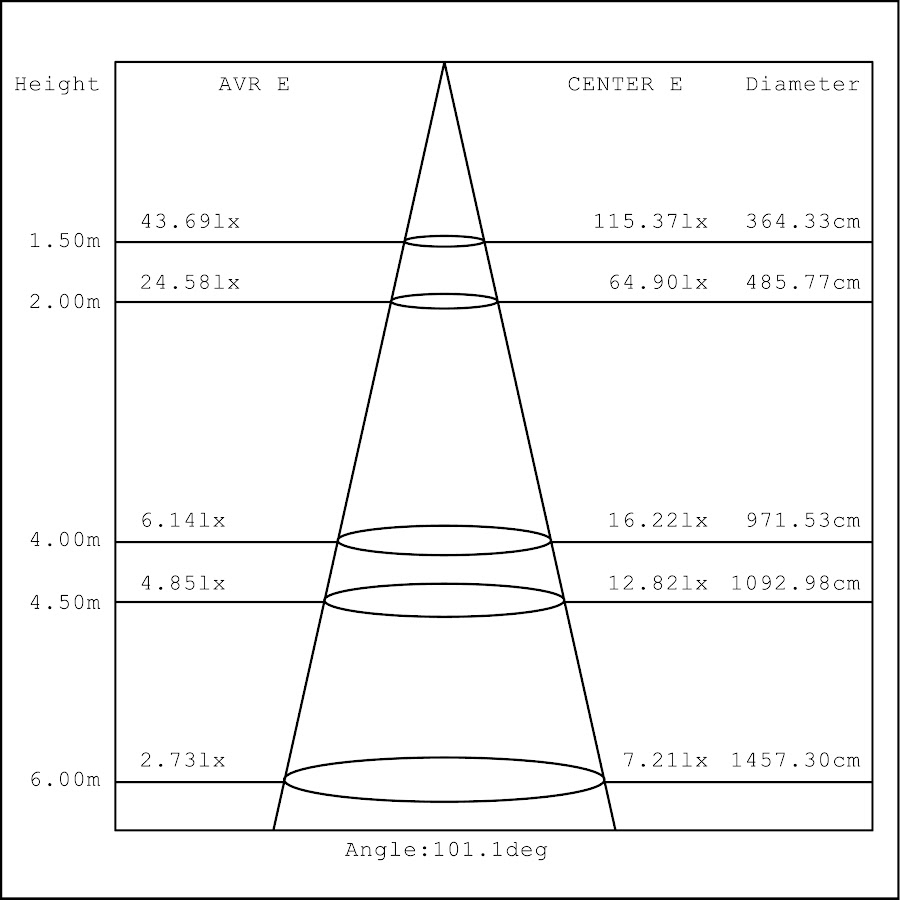 Height AVR E CENTER E Diameter
43.69lx 115.37lx 364.33cm
1.50m
24.58lx 64.90lx 485.77cm
2.00m
6.14lx 16.22lx 971.53cm
4.00m
4.85lx 12.82lx 1092.98cm
4.50m
2.73lx 7.21lx 1457.30cm
6.00m
Angle:101.1deg